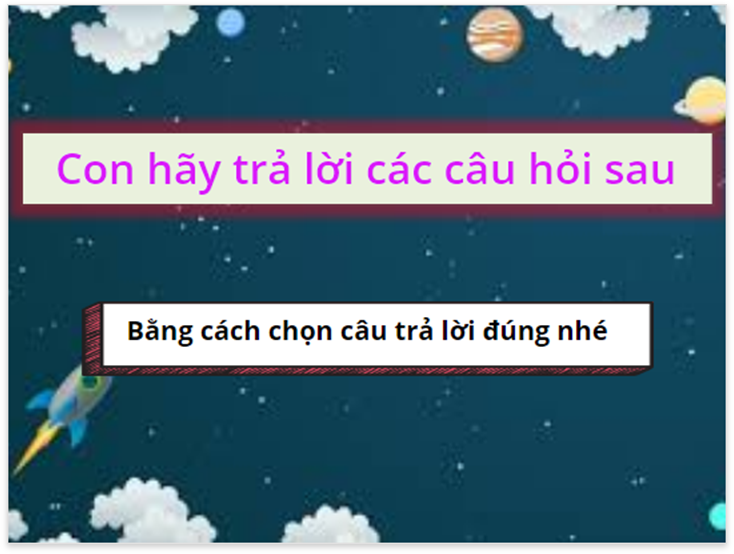 Con hãy trả lời các câu hỏi sau
Bằng cách chọn câu trả lời đúng nhé